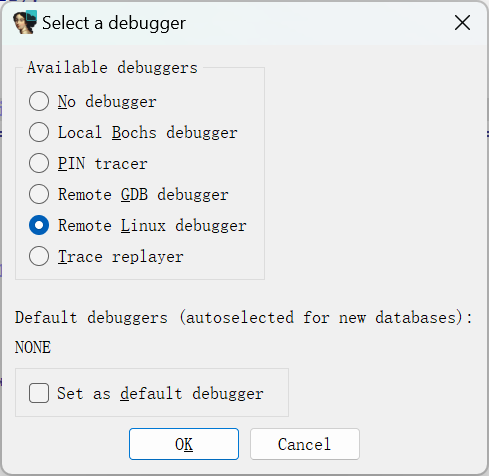 Select a debugger
Available debuggers
No debugger
Local Bochs debugger
PIN tracer
Remote GDB debugger
Remote Linux debugger
Trace replayer
Default debuggers (autoselected for new databases):
NONE
Set as default debugger
OK
Cancel